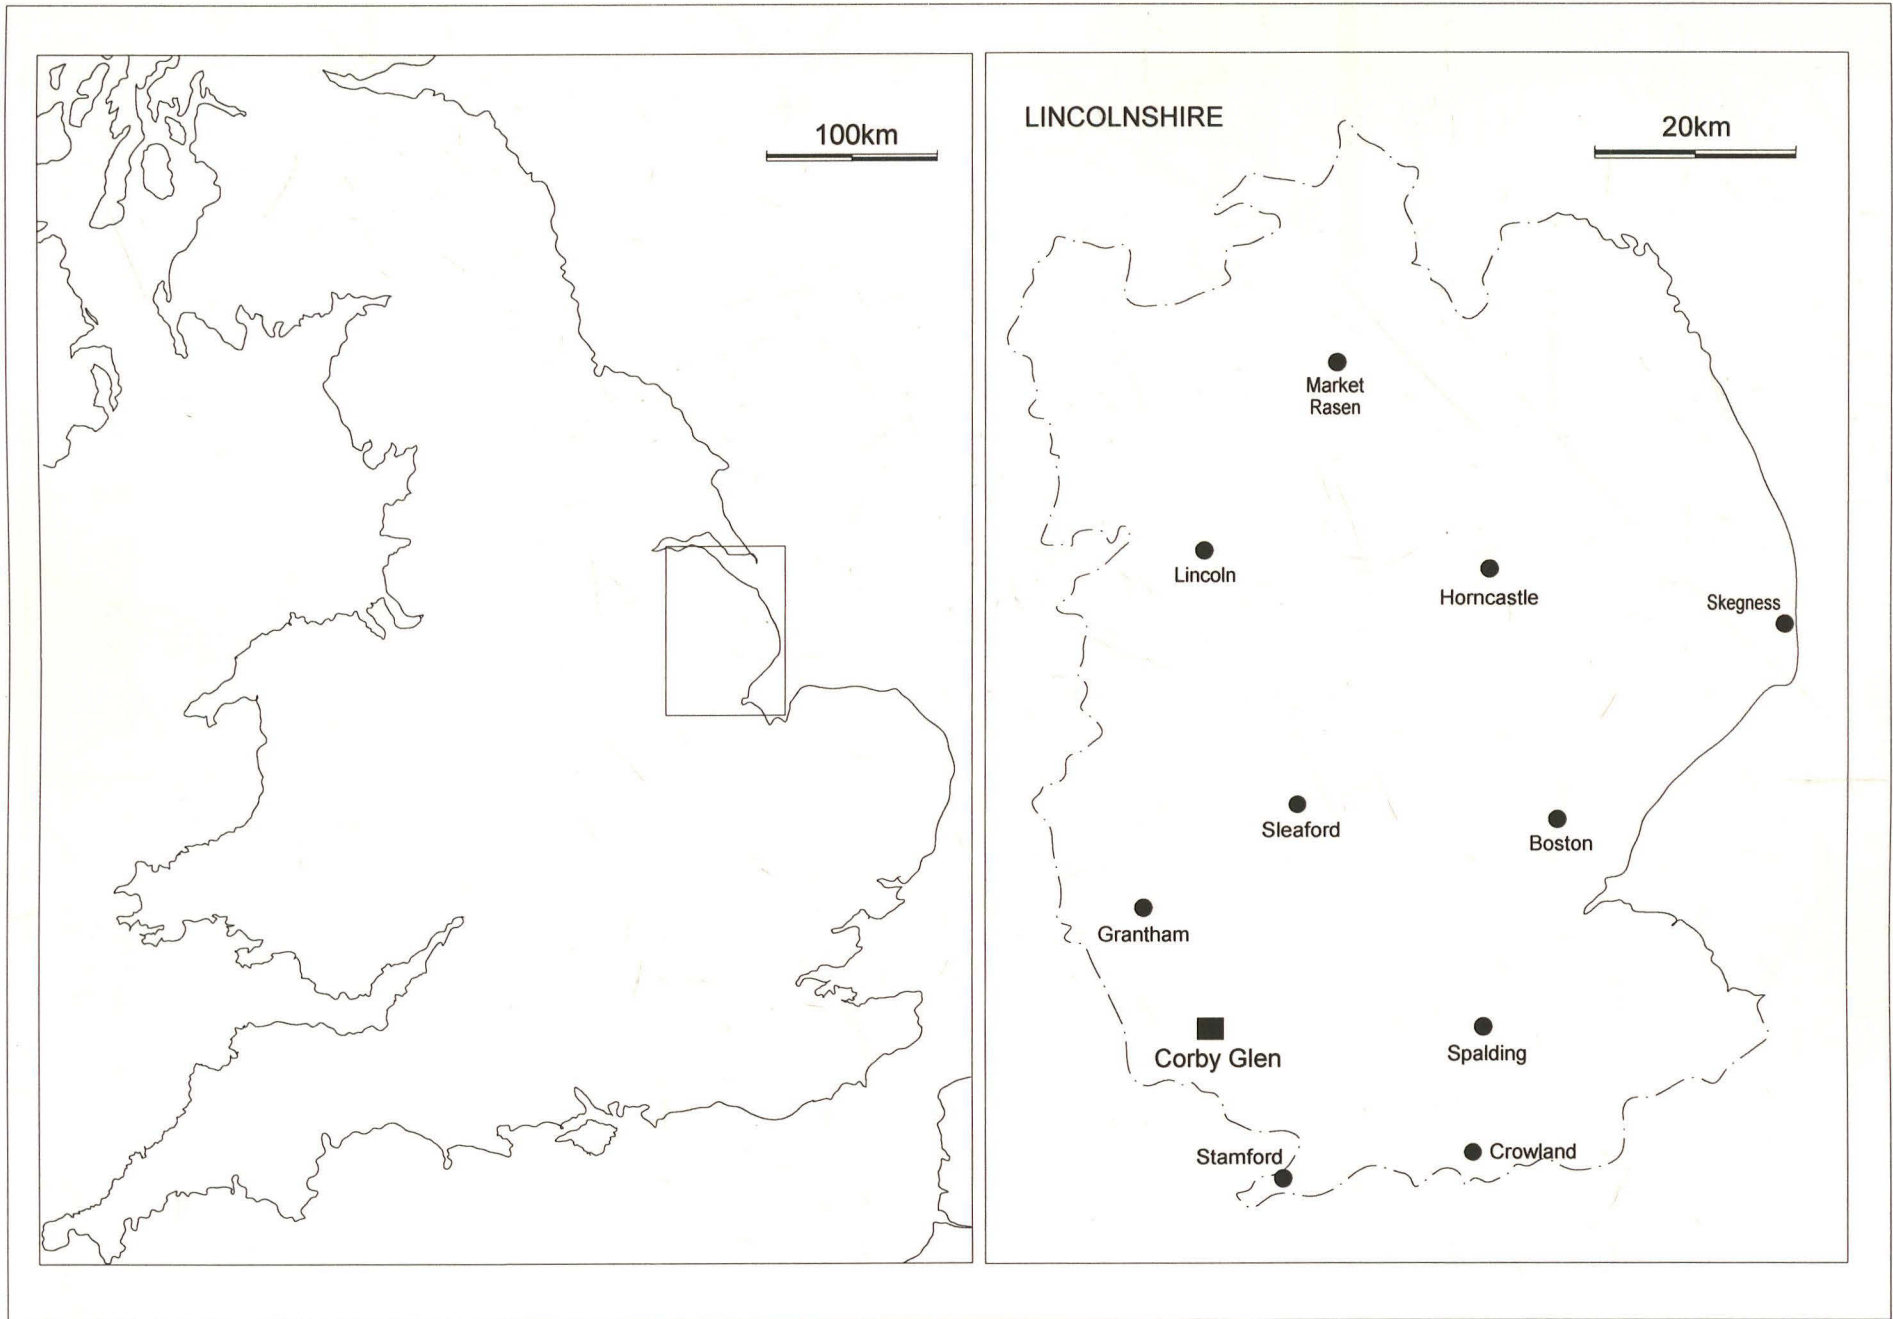 100km
LINCOLNSHIRE
20km
Market
Rasen
Lincoln
Horncastle
Skegness
Sleaford
Boston
Grantham
Corby Glen
Spalding
Stamford
Crowland